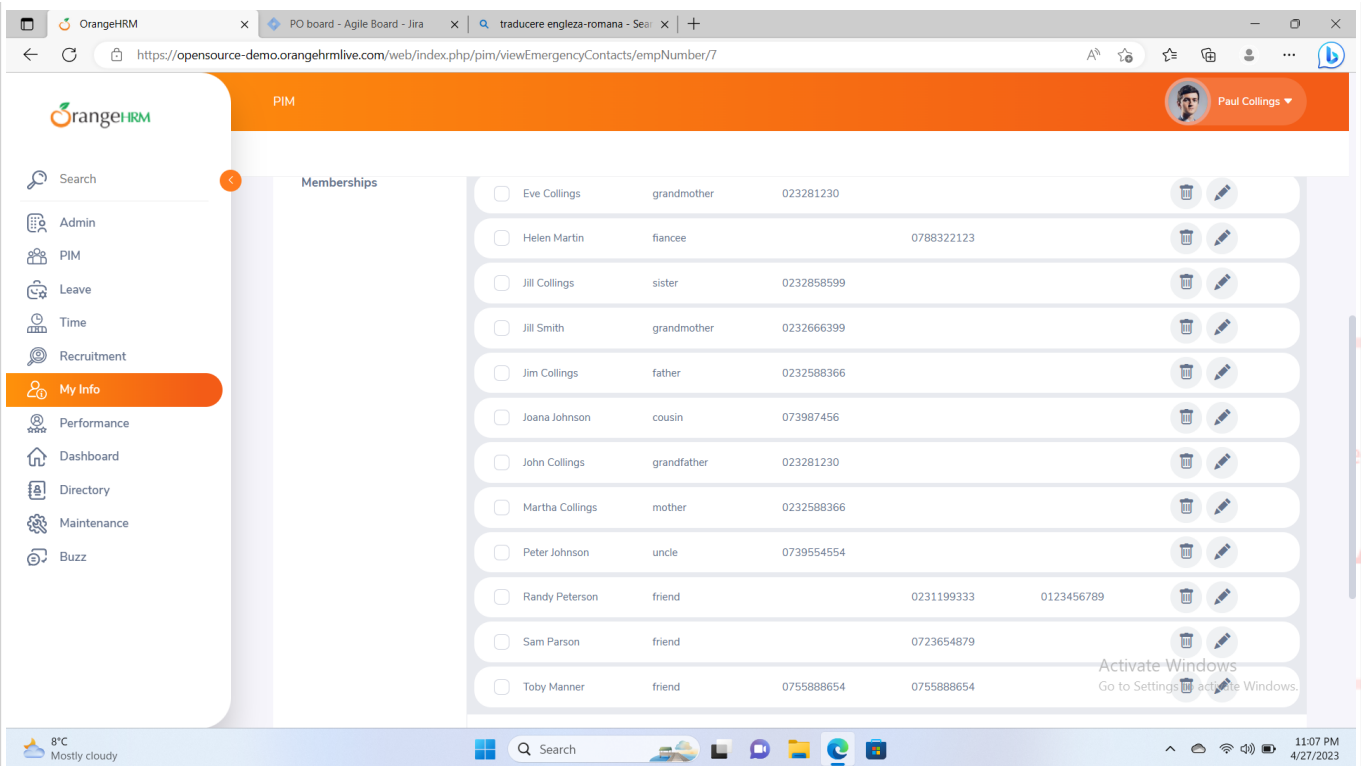 OrangeHRM
PO board - Agile Board - Jira
traducere engleza-romana - Sear
https://opensource-demo.orangehrmlive.com/web/index.php/pim/viewEmergencyContacts/empNumber/7
OrangeHRM
PIM
Paul Collings
Search
Admin
PIM
Leave
Time
Recruitment
My Info
Performance
Dashboard
Directory
Maintenance
Buzz
Memberships
Eve Collings grandmother 023281230
Helen Martin fiancee 0788322123
Jill Collings sister 0232858599
Jill Smith grandmother 0232666399
Jim Collings father 0232588366
Joana Johnson cousin 073987456
John Collings grandfather 023281230
Martha Collings mother 0232588366
Peter Johnson uncle 0739554554
Randy Peterson friend 0231199333 0123456789
Sam Parson friend 0723654879
Toby Manner friend 0755888654 0755888654
Activate Windows
Go to Settings to activate Windows.
8°C
Mostly cloudy
Search
11:07 PM
4/27/2023